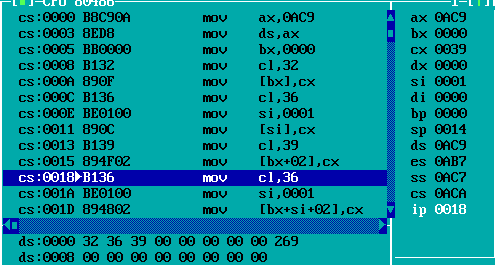 CPU 80486
cs:0000 B8C90A mov ax,0AC9
cs:0003 8ED8 mov ds,ax
cs:0005 BB0000 mov bx,0000
cs:0008 B132 mov cl,32
cs:000A 890F mov [bx],cx
cs:000C B136 mov cl,36
cs:000E BE0100 mov si,0001
cs:0011 890C mov [si],cx
cs:0013 B139 mov cl,39
cs:0015 894F02 mov [bx+02],cx
cs:0018►B136 mov cl,36
cs:001A BE0100 mov si,0001
cs:001D 894802 mov [bx+si+02],cx
ds:0000 32 36 39 00 00 00 00 00 269
ds:0008 00 00 00 00 00 00 00 00
ax 0AC9
bx 0000
cx 0039
dx 0000
si 0001
di 0000
bp 0000
sp 0014
ds 0AC9
es 0AB7
ss 0AC7
cs 0ACA
ip 0018